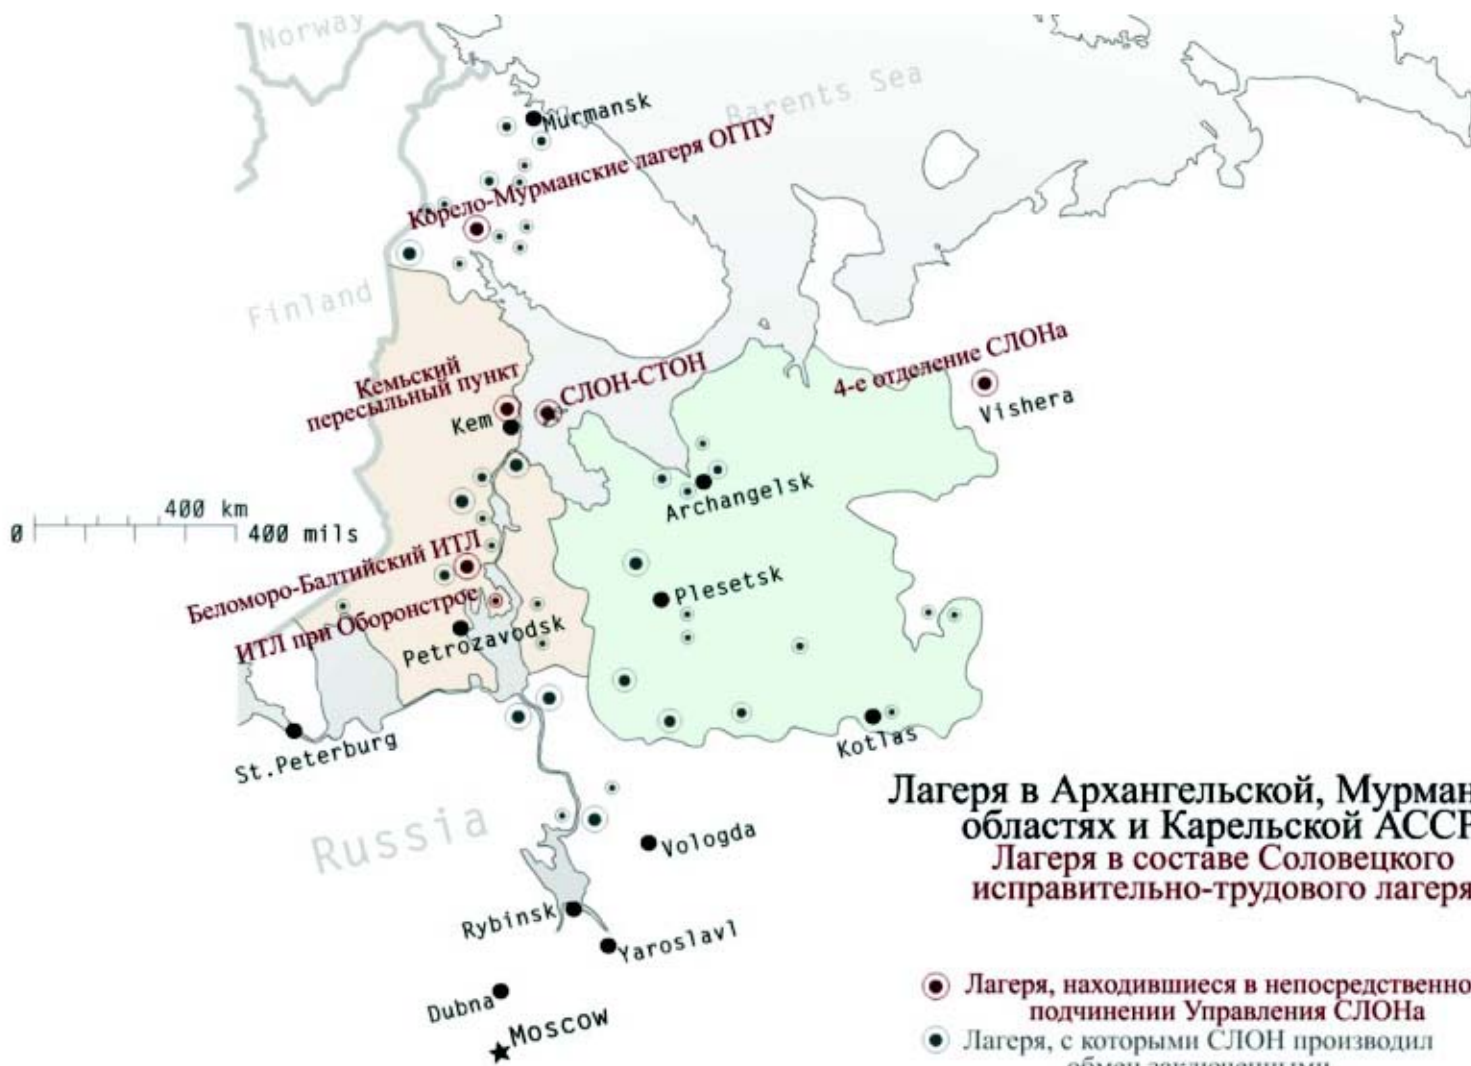 Norway
Barents Sea
Murmansk
Корело-Мурманские лагеря ОГПУ
Finland
Кемьский
пересыльный пункт
СЛОН-СТОН
4-е отделение СЛОНа
Vishera
Kem
Archangelsk
400 km
0
400 mils
Беломоро-Балтийский ИТЛ
Plesetsk
ИТЛ при Оборонстрое
Petrozavodsk
St.Peterburg
Kotlas
Russia
Vologda
Rybinsk
Yaroslavl
Dubna
Moscow
Лагеря в Архангельской, Мурман
областях и Карельской АССР
Лагеря в составе Соловецкого
исправительно-трудового лагеря
Лагеря, находившиеся в непосредственно
подчинении Управления СЛОНа
Лагеря, с которыми СЛОН производил
обмен заключенными